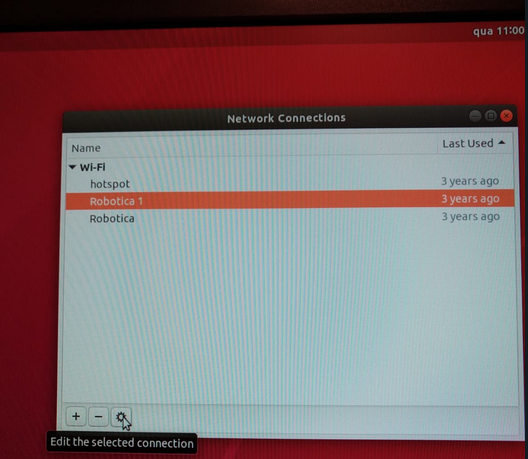 qua 11:00
Network Connections
Name Last Used
Wi-Fi
hotspot 3 years ago
Robotica 1 3 years ago
Robotica 3 years ago
Edit the selected connection